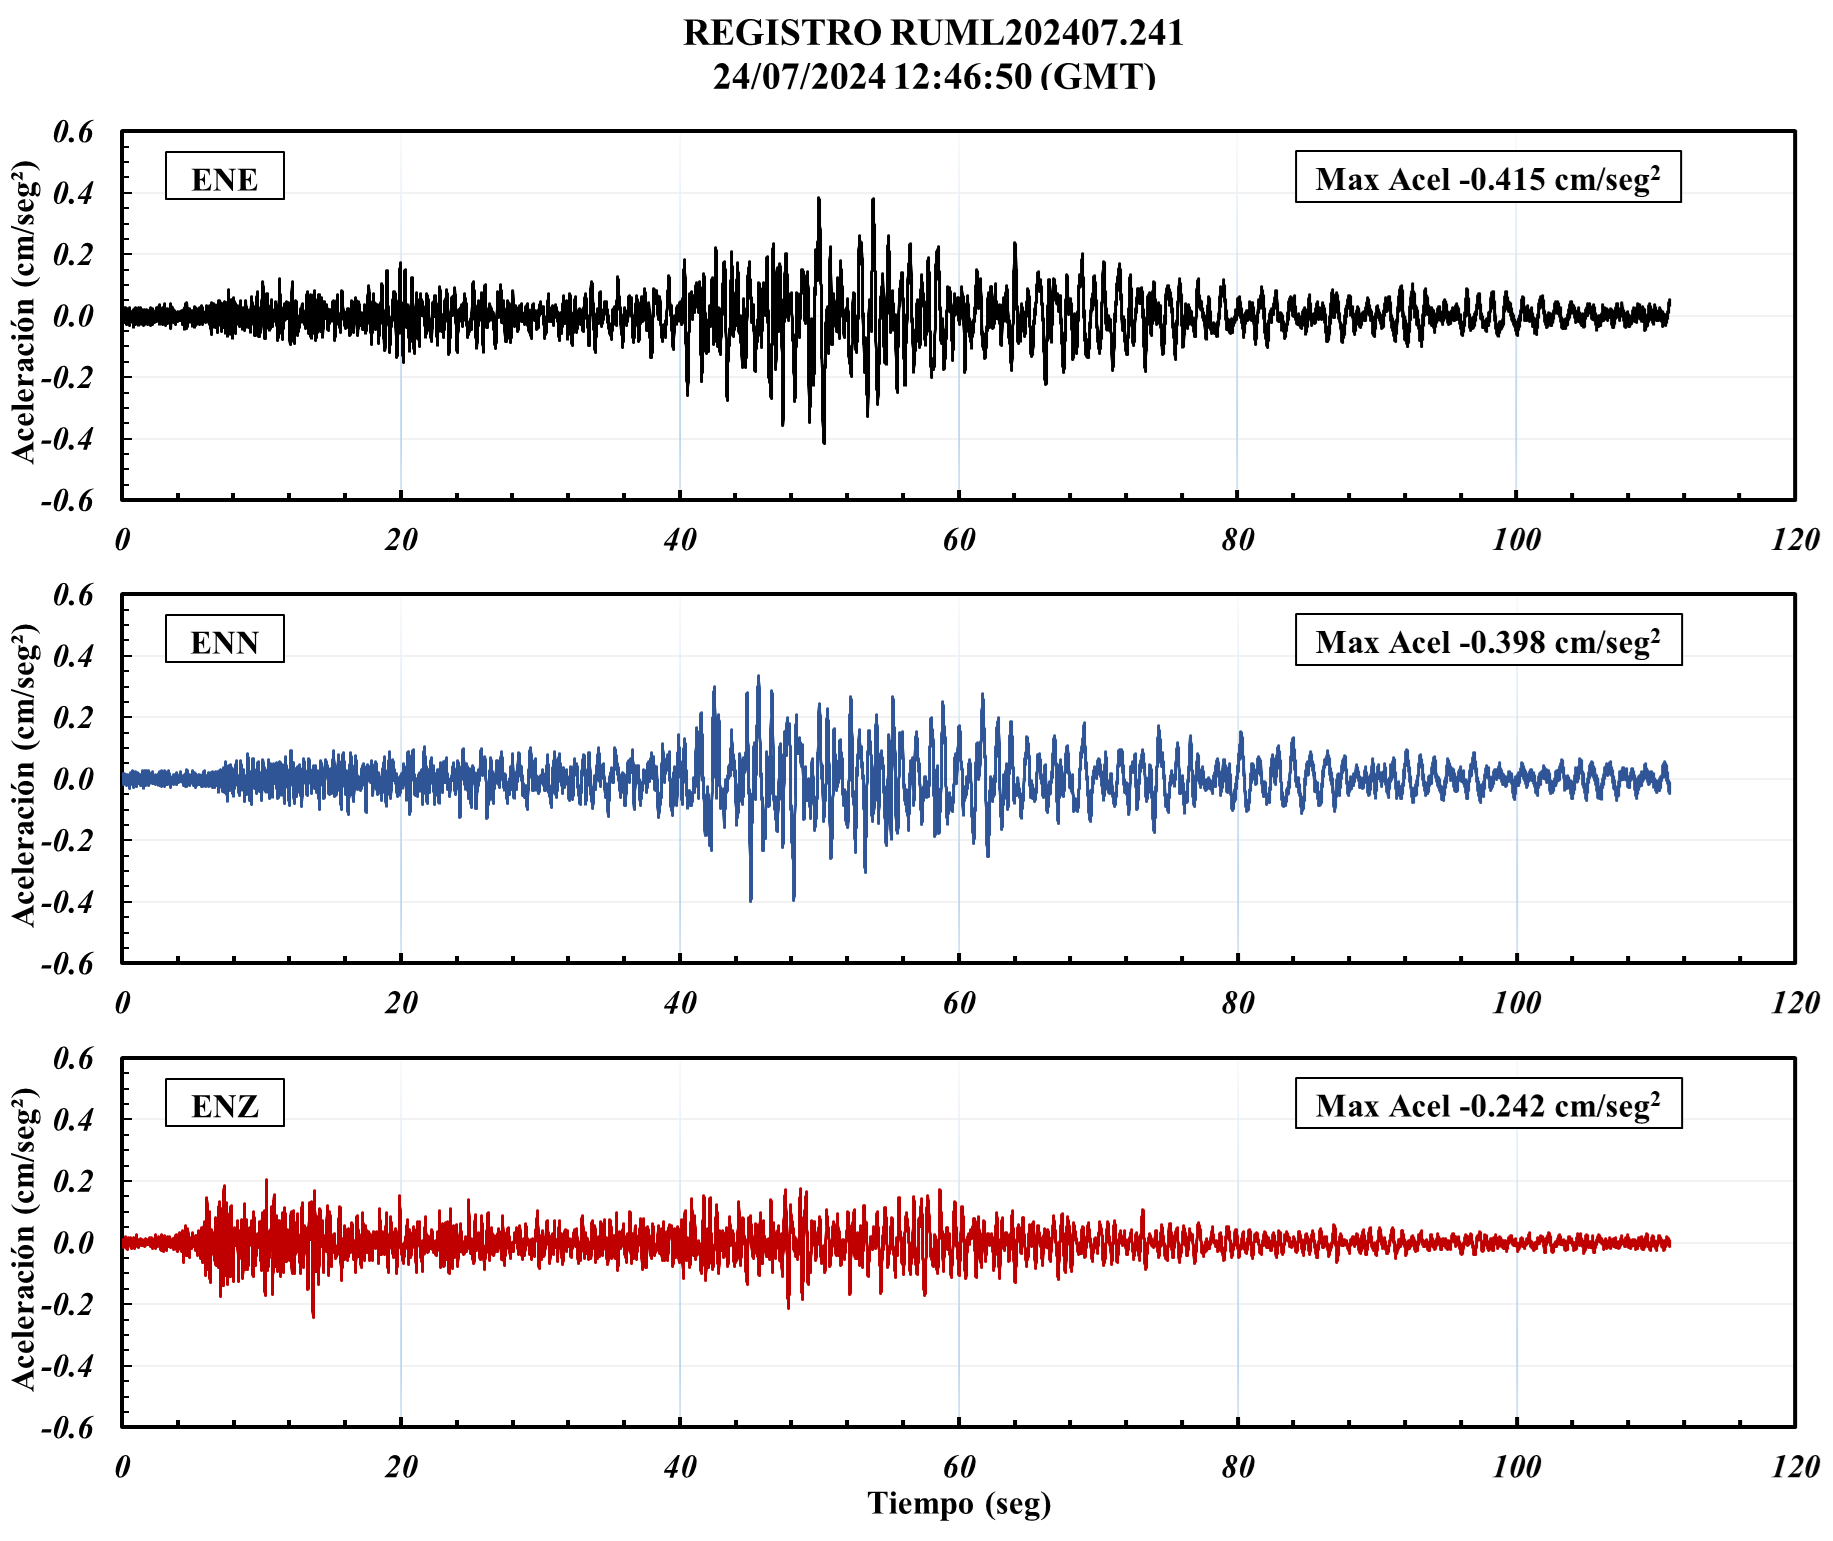 REGISTRO RUML202407.241
24/07/2024 12:46:50 (GMT)
Aceleración (cm/seg²)
0.6
0.4
0.2
0.0
-0.2
-0.4
-0.6
ENE
Max Acel -0.415 cm/seg²
0 20 40 60 80 100 120
Aceleración (cm/seg²)
0.6
0.4
0.2
0.0
-0.2
-0.4
-0.6
ENN
Max Acel -0.398 cm/seg²
0 20 40 60 80 100 120
Aceleración (cm/seg²)
0.6
0.4
0.2
0.0
-0.2
-0.4
-0.6
ENZ
Max Acel -0.242 cm/seg²
0 20 40 60 80 100 120
Tiempo (seg)